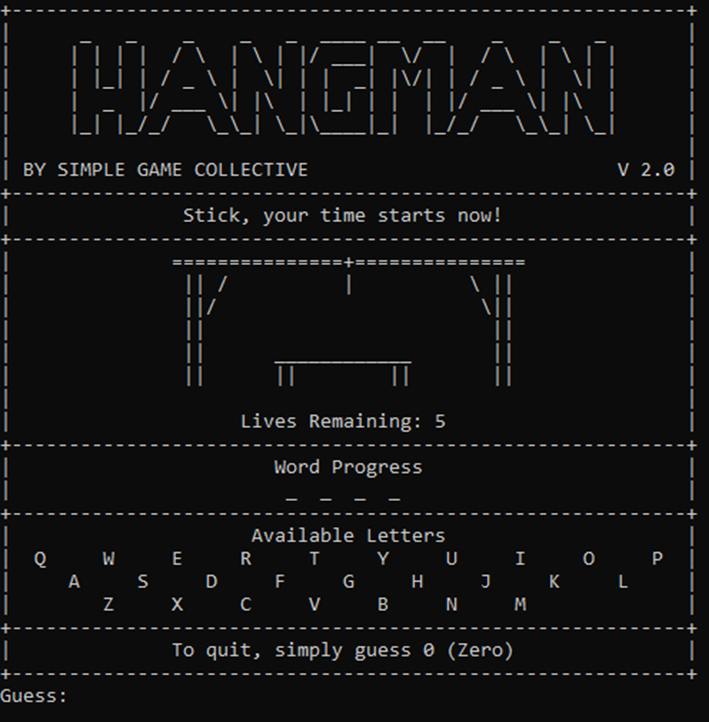 HANGMAN
BY SIMPLE GAME COLLECTIVE V 2.0
Stick, your time starts now!
Lives Remaining: 5
Word Progress
_ _ _ _
Available Letters
Q W E R T Y U I O P
A S D F G H J K L
Z X C V B N M
To quit, simply guess 0 (Zero)
Guess: